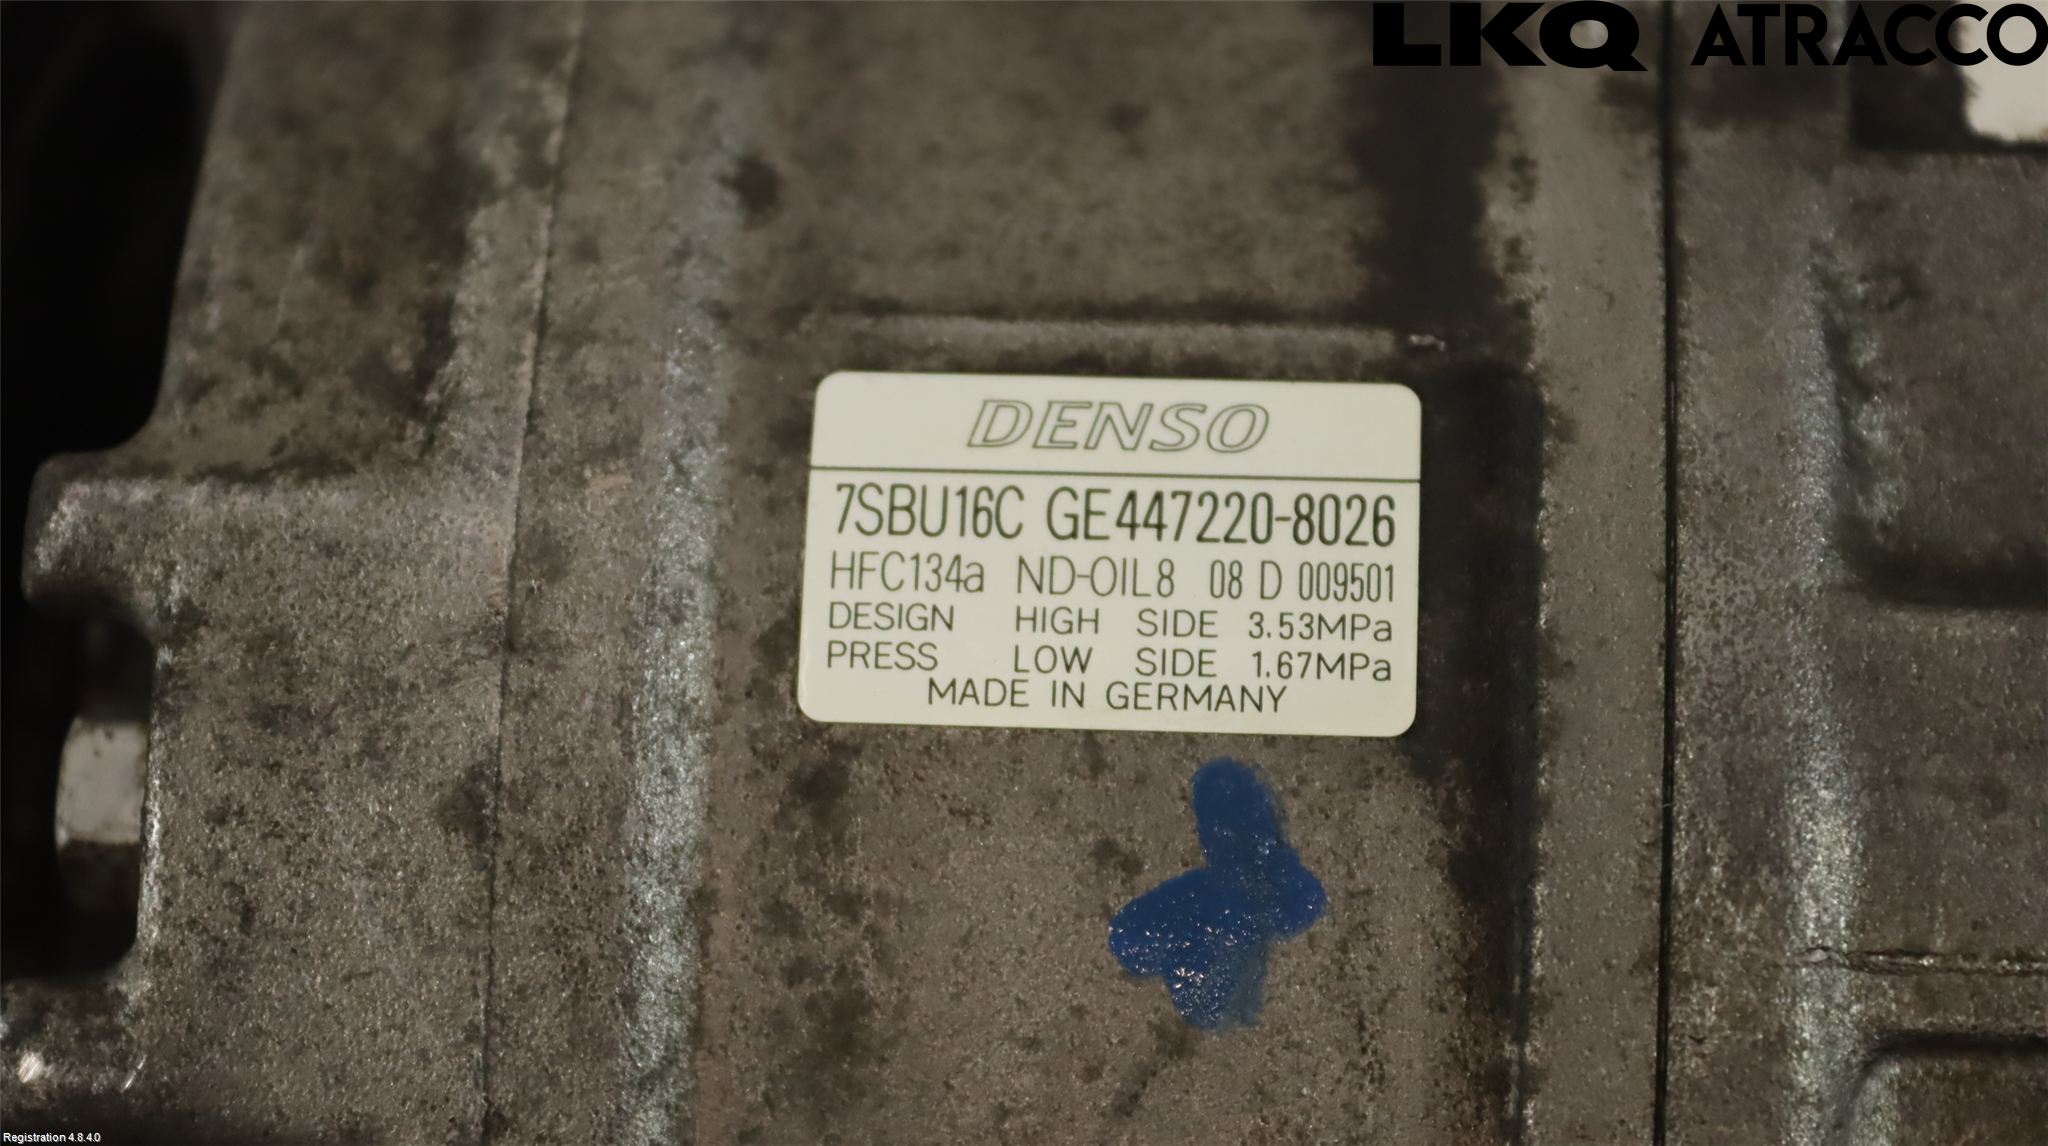 LKQ ATRACCO
DENSO
7SBU16C GE447220-8026
HFC134a ND-OIL8 08 D 009501
DESIGN HIGH SIDE 3.53MPa
PRESS LOW SIDE 1.67MPa
MADE IN GERMANY
Registration 4.8.4.0